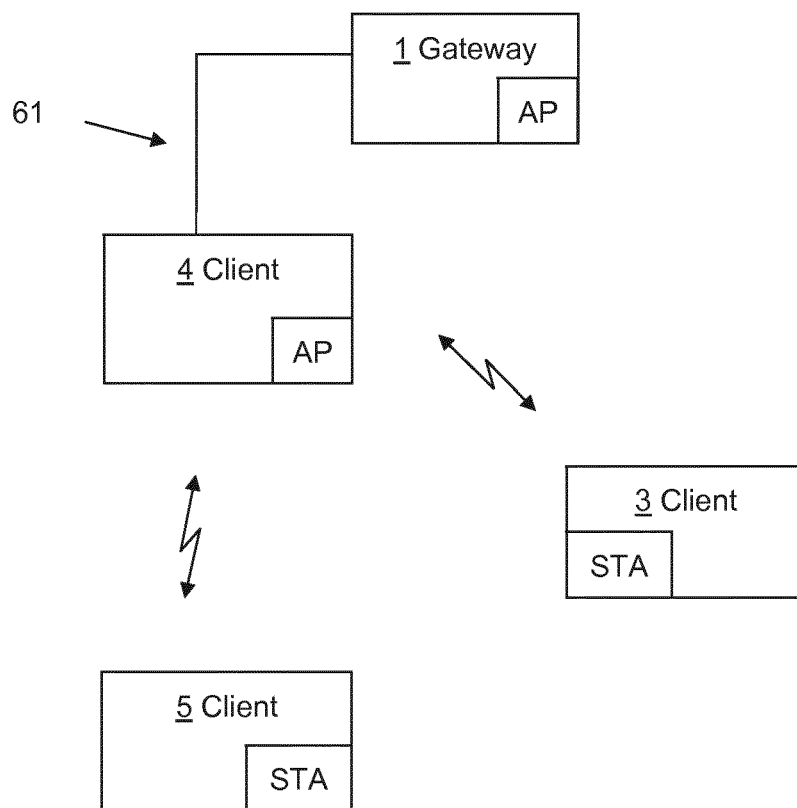 1 Gateway
AP
61
4 Client
AP
3 Client
STA
5 Client
STA